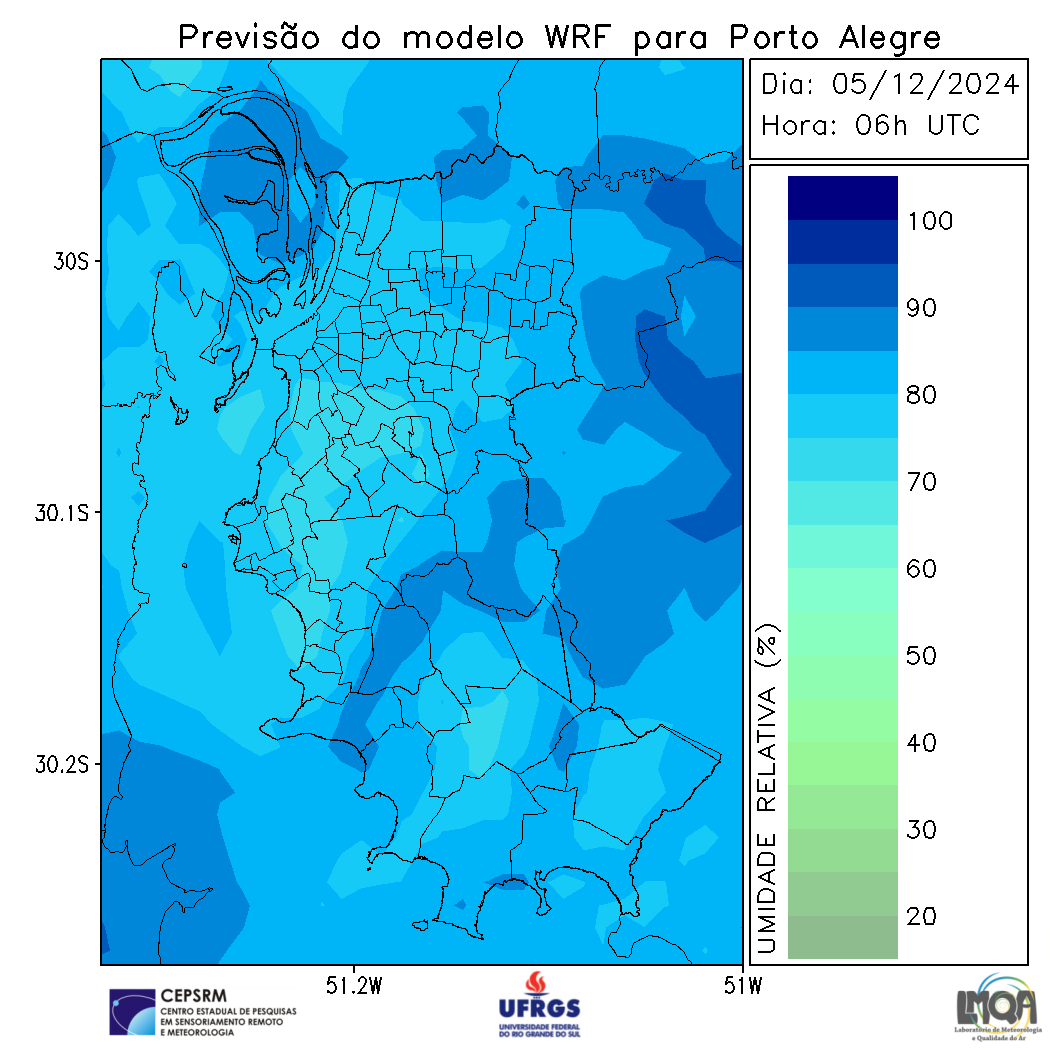 Previsão do modelo WRF para Porto Alegre
Dia: 05/12/2024
Hora: 06h UTC
30S
30.1S
30.2S
51.2W
51W
UMIDADE RELATIVA (%)
100
90
80
70
60
50
40
30
20
CEPSRM
CENTRO ESTADUAL DE PESQUISAS
EM SENSORIAMENTO REMOTO
E METEOROLOGIA
UFRGS
UNIVERSIDADE FEDERAL
DO RIO GRANDE DO SUL
LMQA
Laboratório de Meteorologia
e Qualidade do Ar